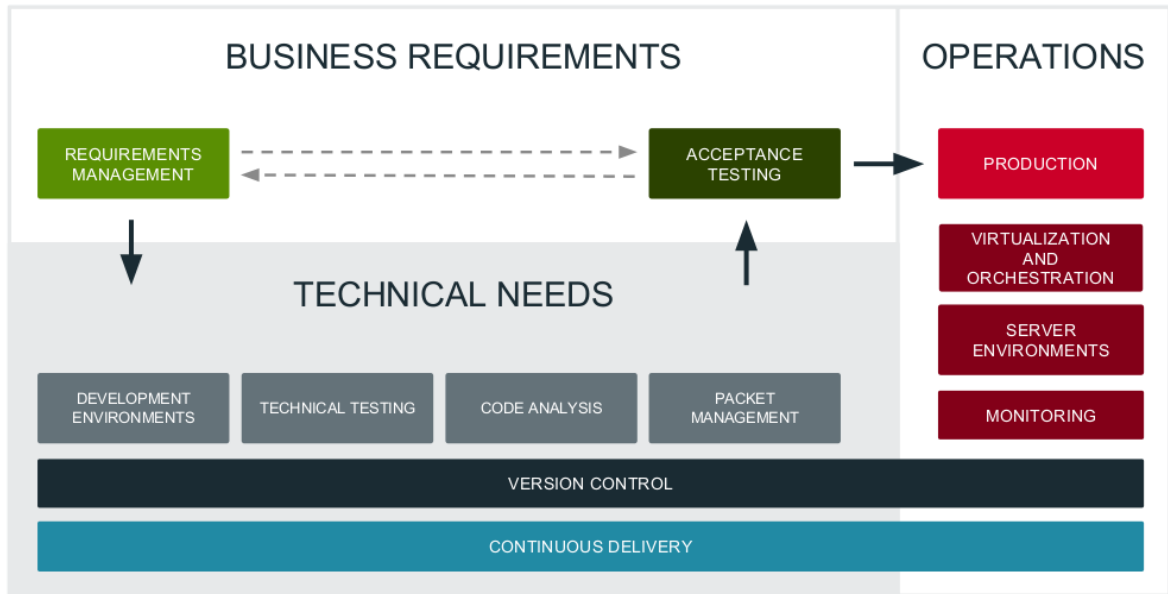 BUSINESS REQUIREMENTS
OPERATIONS
REQUIREMENTS
MANAGEMENT
ACCEPTANCE
TESTING
PRODUCTION
VIRTUALIZATION
AND
ORCHESTRATION
TECHNICAL NEEDS
SERVER
ENVIRONMENTS
DEVELOPMENT
ENVIRONMENTS
TECHNICAL TESTING
CODE ANALYSIS
PACKET
MANAGEMENT
MONITORING
VERSION CONTROL
CONTINUOUS DELIVERY